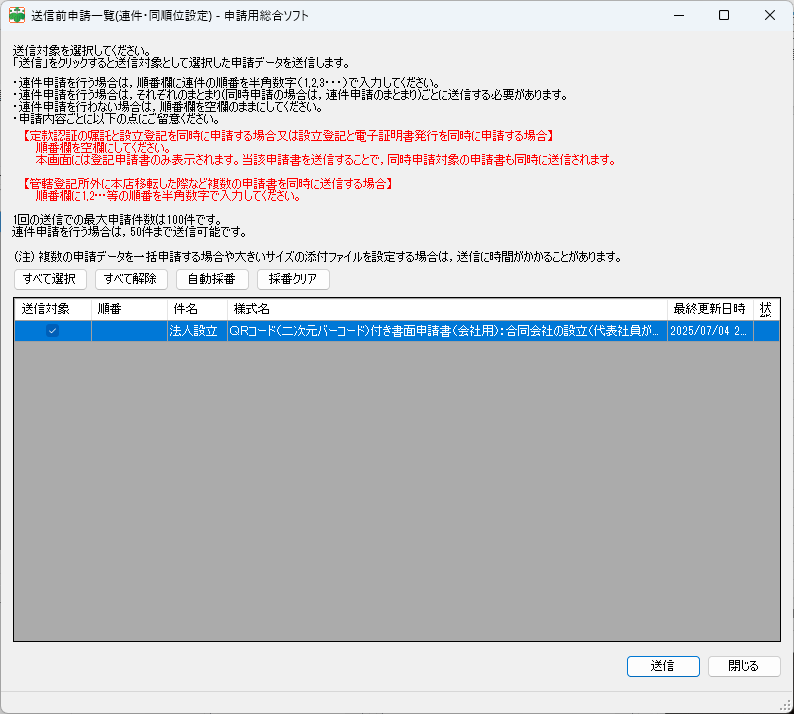 送信前申請一覧(連件・同順位設定) - 申請用総合ソフト
送信対象を選択してください。
「送信」をクリックすると送信対象として選択した申請データを送信します。
・連件申請を行う場合は，順番欄に連件の順番を半角数字（1,2,3・・・）で入力してください。
・連件申請を行う場合は，それぞれのまとまり(同時申請の場合は，連件申請のまとまり)ごとに送信する必要があります。
・連件申請を行わない場合は，順番欄を空欄のままにしてください。
・申請内容ごとに以下の点にご留意ください。
【定款認証の嘱託と設立登記を同時に申請する場合又は設立登記と電子証明書発行を同時に申請する場合】
順番欄を空欄にしてください。
本画面には登記申請書のみ表示されます。当該申請書を送信することで，同時申請対象の申請書も同時に送信されます。
【管轄登記所外に本店移転した際など複数の申請書を同時に送信する場合】
順番欄に1,2…等の順番を半角数字で入力してください。
1回の送信での最大申請件数は100件です。
連件申請を行う場合は，50件まで送信可能です。
(注) 複数の申請データを一括申請する場合や大きいサイズの添付ファイルを設定する場合は，送信に時間がかかることがあります。
すべて選択 すべて解除 自動採番 採番クリア
送信対象 順番 件名 様式名 最終更新日時 状
法人設立 QRコード（二次元バーコード）付き書面申請書（会社用）：合同会社の設立（代表社員が... 2025/07/04 2...
送信 閉じる